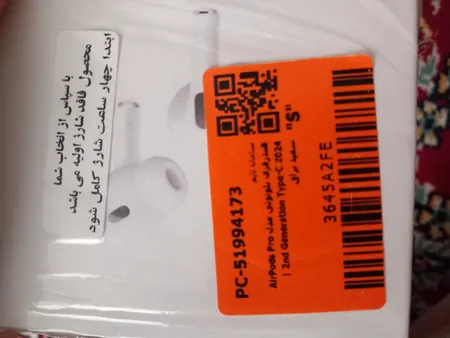 با سپاس از انتخاب شما
محصول فاقد شارژ اولیه می باشد
ابتدا چهار ساعت شارژ کامل شود
PC-51994173
هندزفری بلوتوثی مدل AirPods Pro
| 2nd Generation Type-C 2024
سفید برای
"S"
3645A2FE